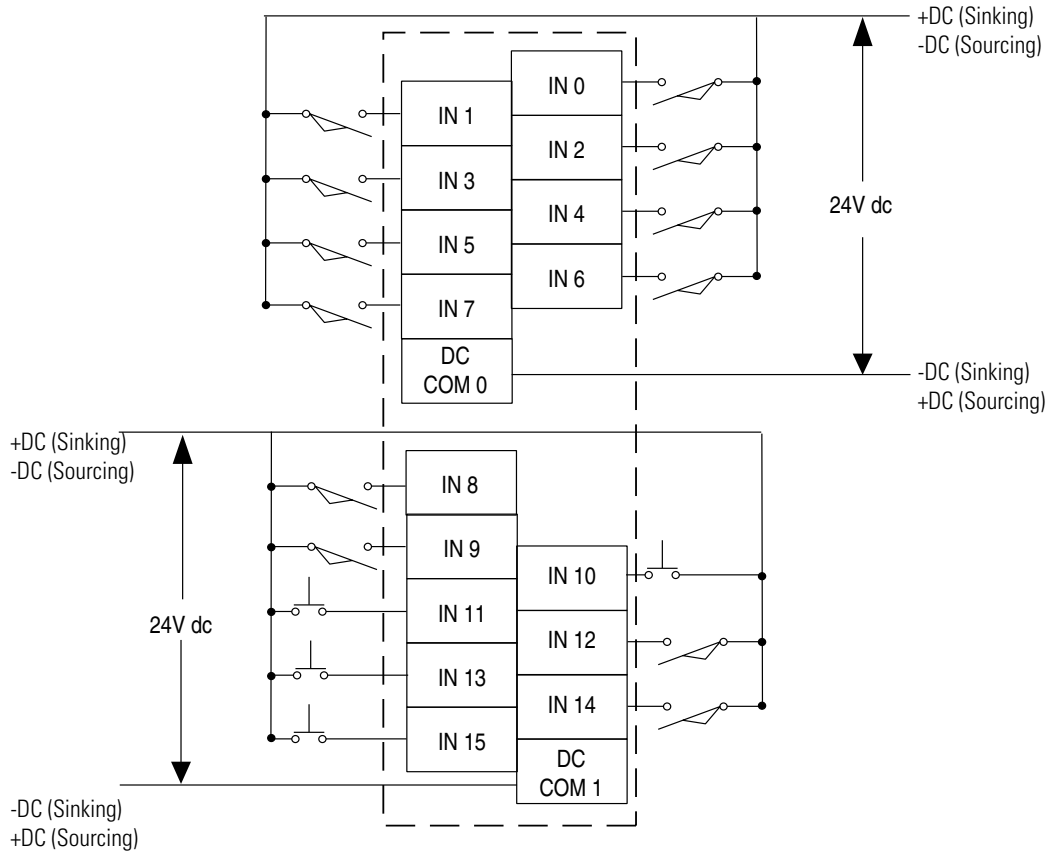 +DC (Sinking)
-DC (Sourcing)
IN 0
IN 1
IN 2
IN 3
IN 4
24V dc
IN 5
IN 6
IN 7
DC
COM 0
-DC (Sinking)
+DC (Sourcing)
+DC (Sinking)
-DC (Sourcing)
IN 8
IN 9
IN 10
IN 11
24V dc
IN 12
IN 13
IN 14
IN 15
DC
COM 1
-DC (Sinking)
+DC (Sourcing)